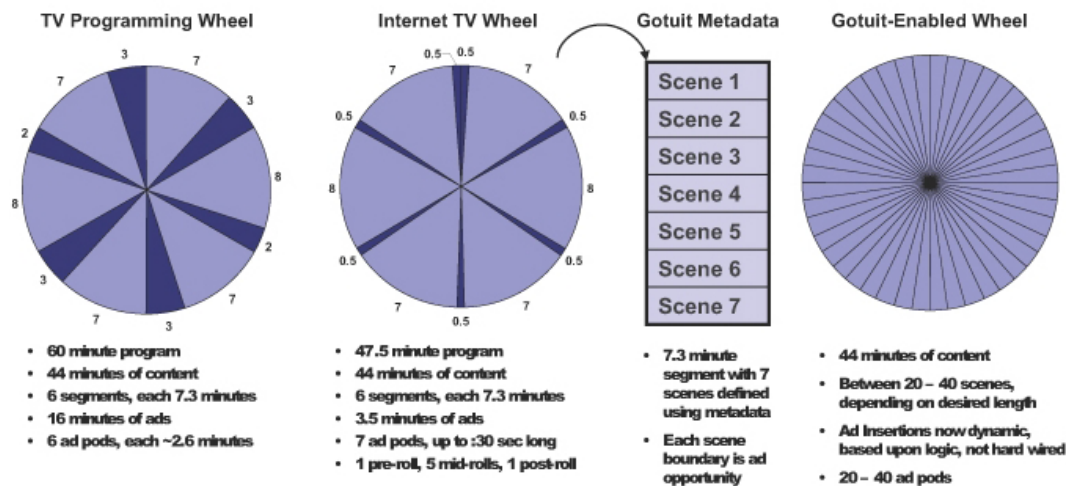 TV Programming Wheel
3
7
3
8
2
7
3
7
3
8
2
7
• 60 minute program
• 44 minutes of content
• 6 segments, each 7.3 minutes
• 16 minutes of ads
• 6 ad pods, each ~2.6 minutes
Internet TV Wheel
0.5
0.5
7
0.5
8
0.5
7
0.5
7
0.5
8
0.5
7
• 47.5 minute program
• 44 minutes of content
• 6 segments, each 7.3 minutes
• 3.5 minutes of ads
• 7 ad pods, up to :30 sec long
• 1 pre-roll, 5 mid-rolls, 1 post-roll
Gotuit Metadata
Scene 1
Scene 2
Scene 3
Scene 4
Scene 5
Scene 6
Scene 7
• 7.3 minute
segment with 7
scenes defined
using metadata
• Each scene
boundary is ad
opportunity
Gotuit-Enabled Wheel
• 44 minutes of content
• Between 20 – 40 scenes,
depending on desired length
• Ad Insertions now dynamic,
based upon logic, not hard wired
• 20 – 40 ad pods